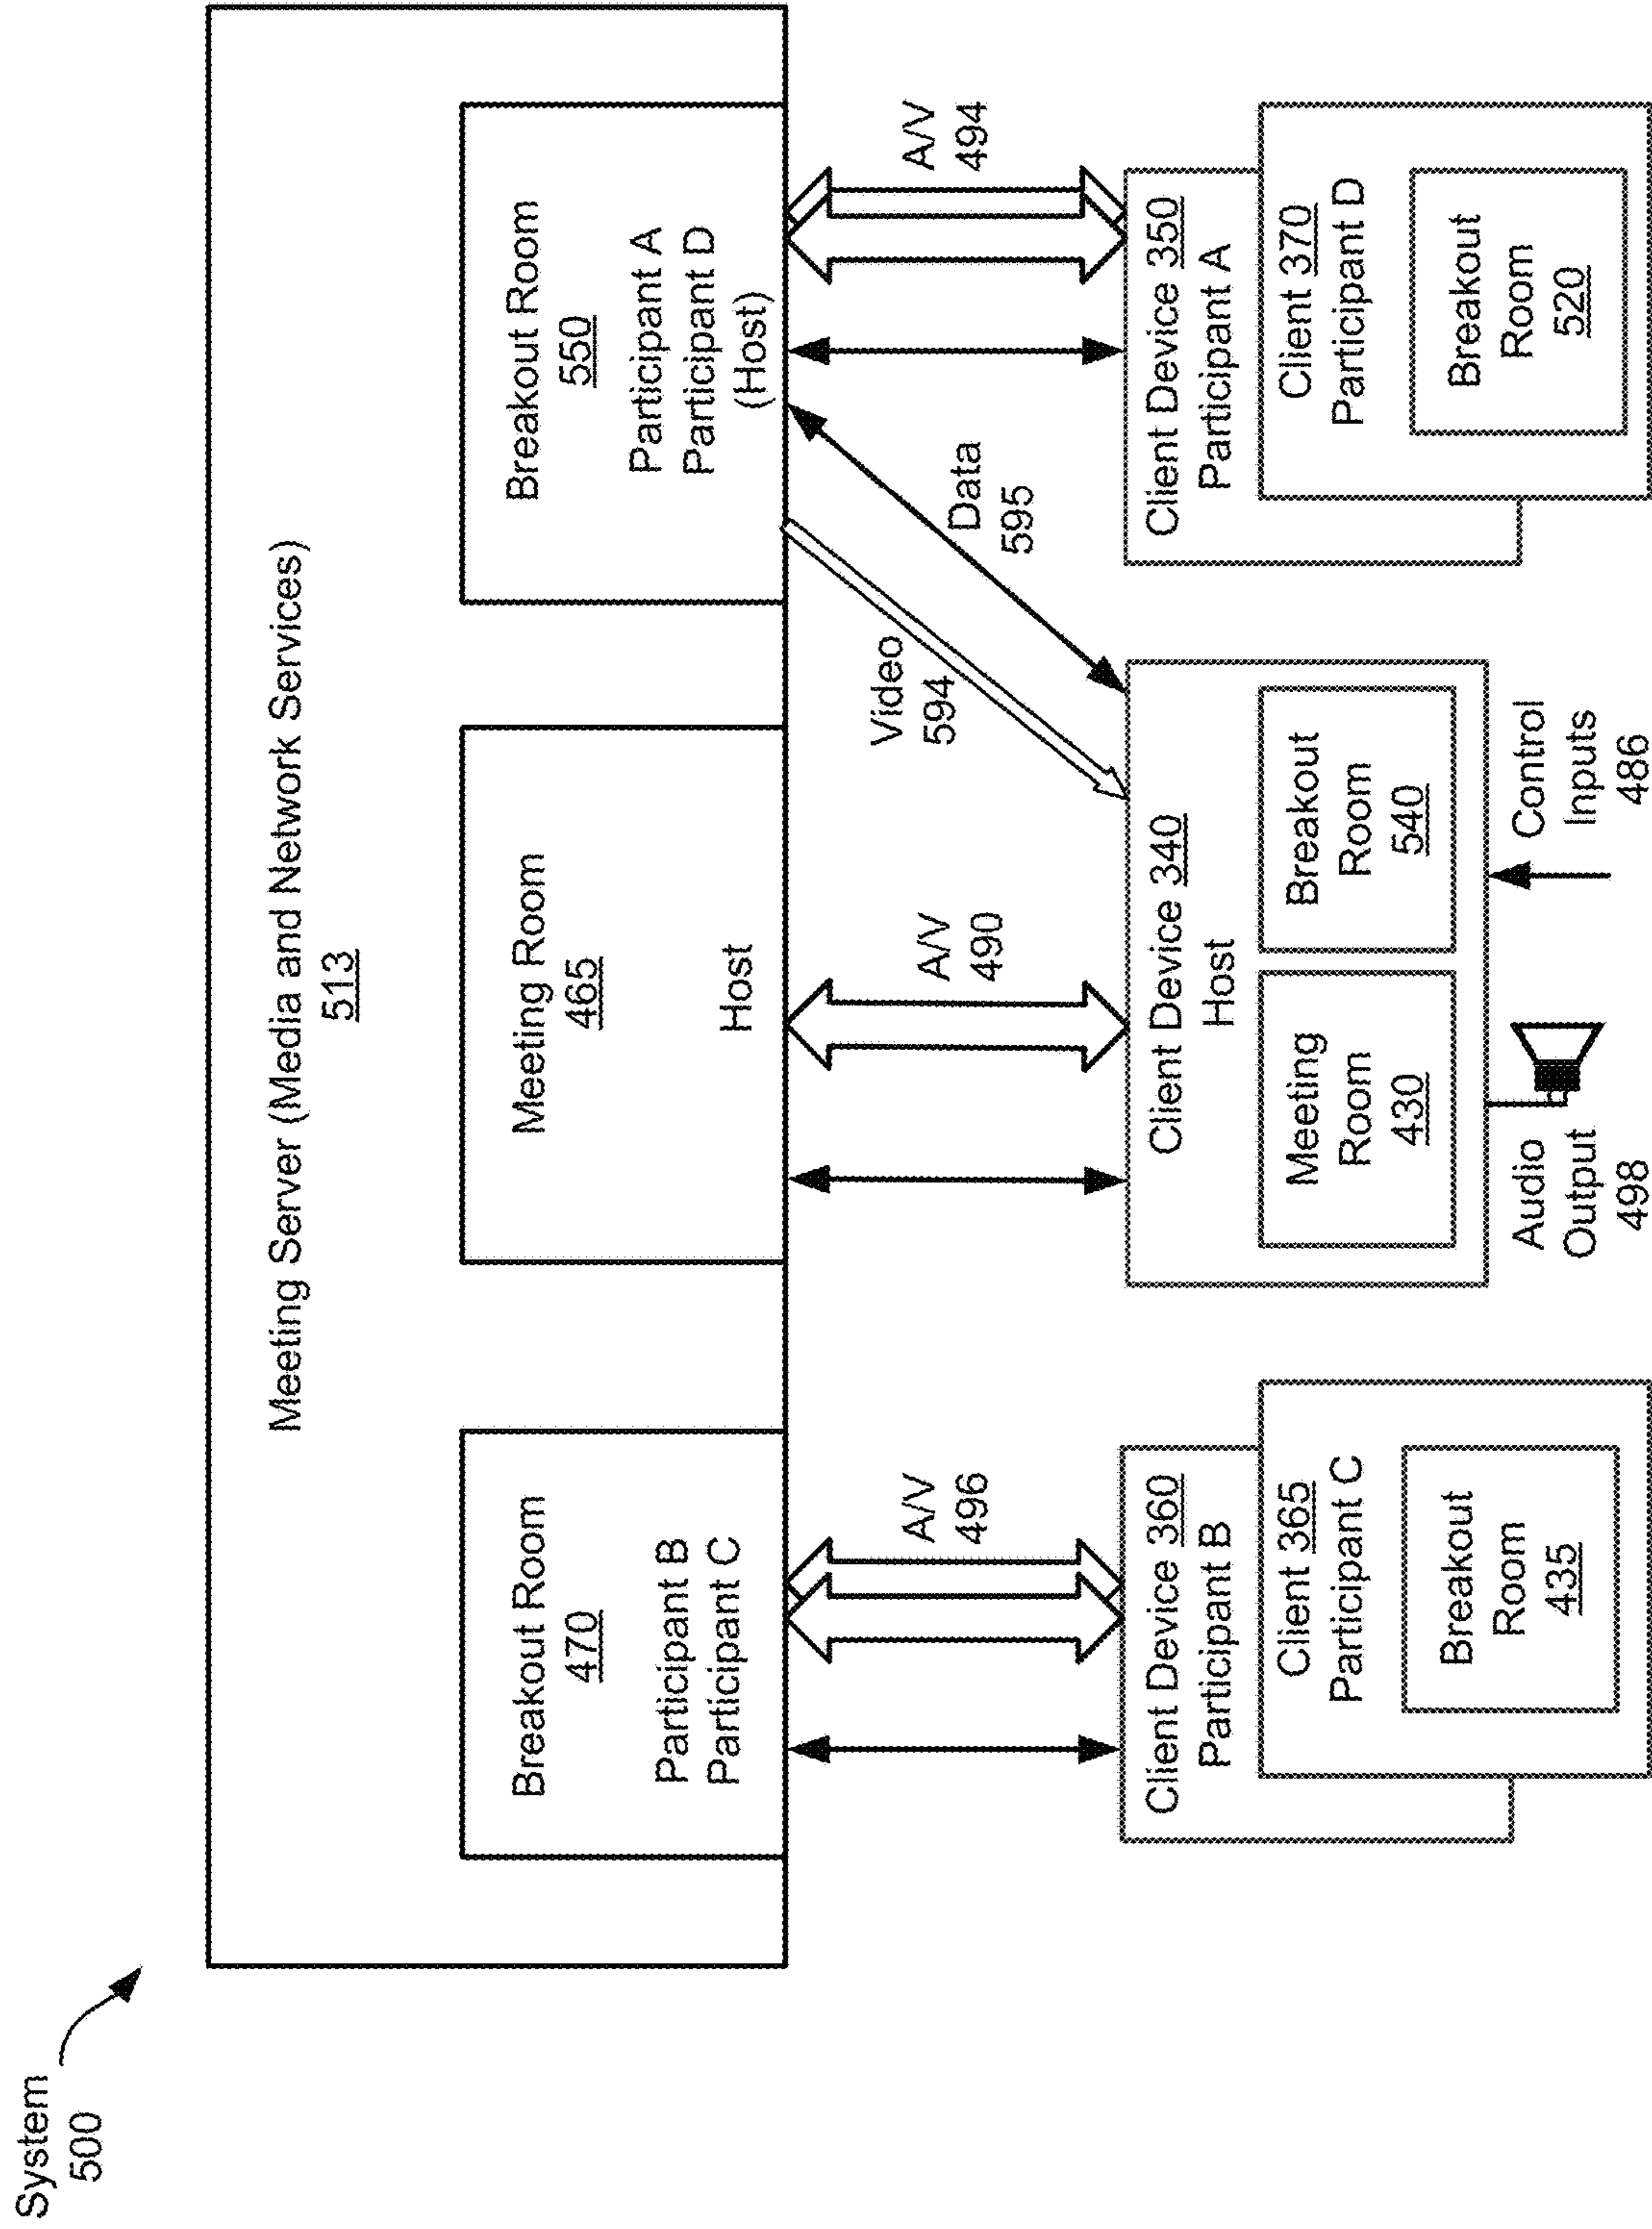 System
500
Meeting Server (Media and Network Services)
513
Breakout Room
470
Participant B
Participant C
Meeting Room
465
Host
Breakout Room
550
Participant A
Participant D
(Host)
A/V
496
A/V
490
Video
594
Data
595
A/V
494
Client Device 360
Participant B
Client 365
Participant C
Breakout
Room
435
Client Device 340
Host
Meeting
Room
430
Breakout
Room
540
Audio
Output
498
Control
Inputs
486
Client Device 350
Participant A
Client 370
Participant D
Breakout
Room
520